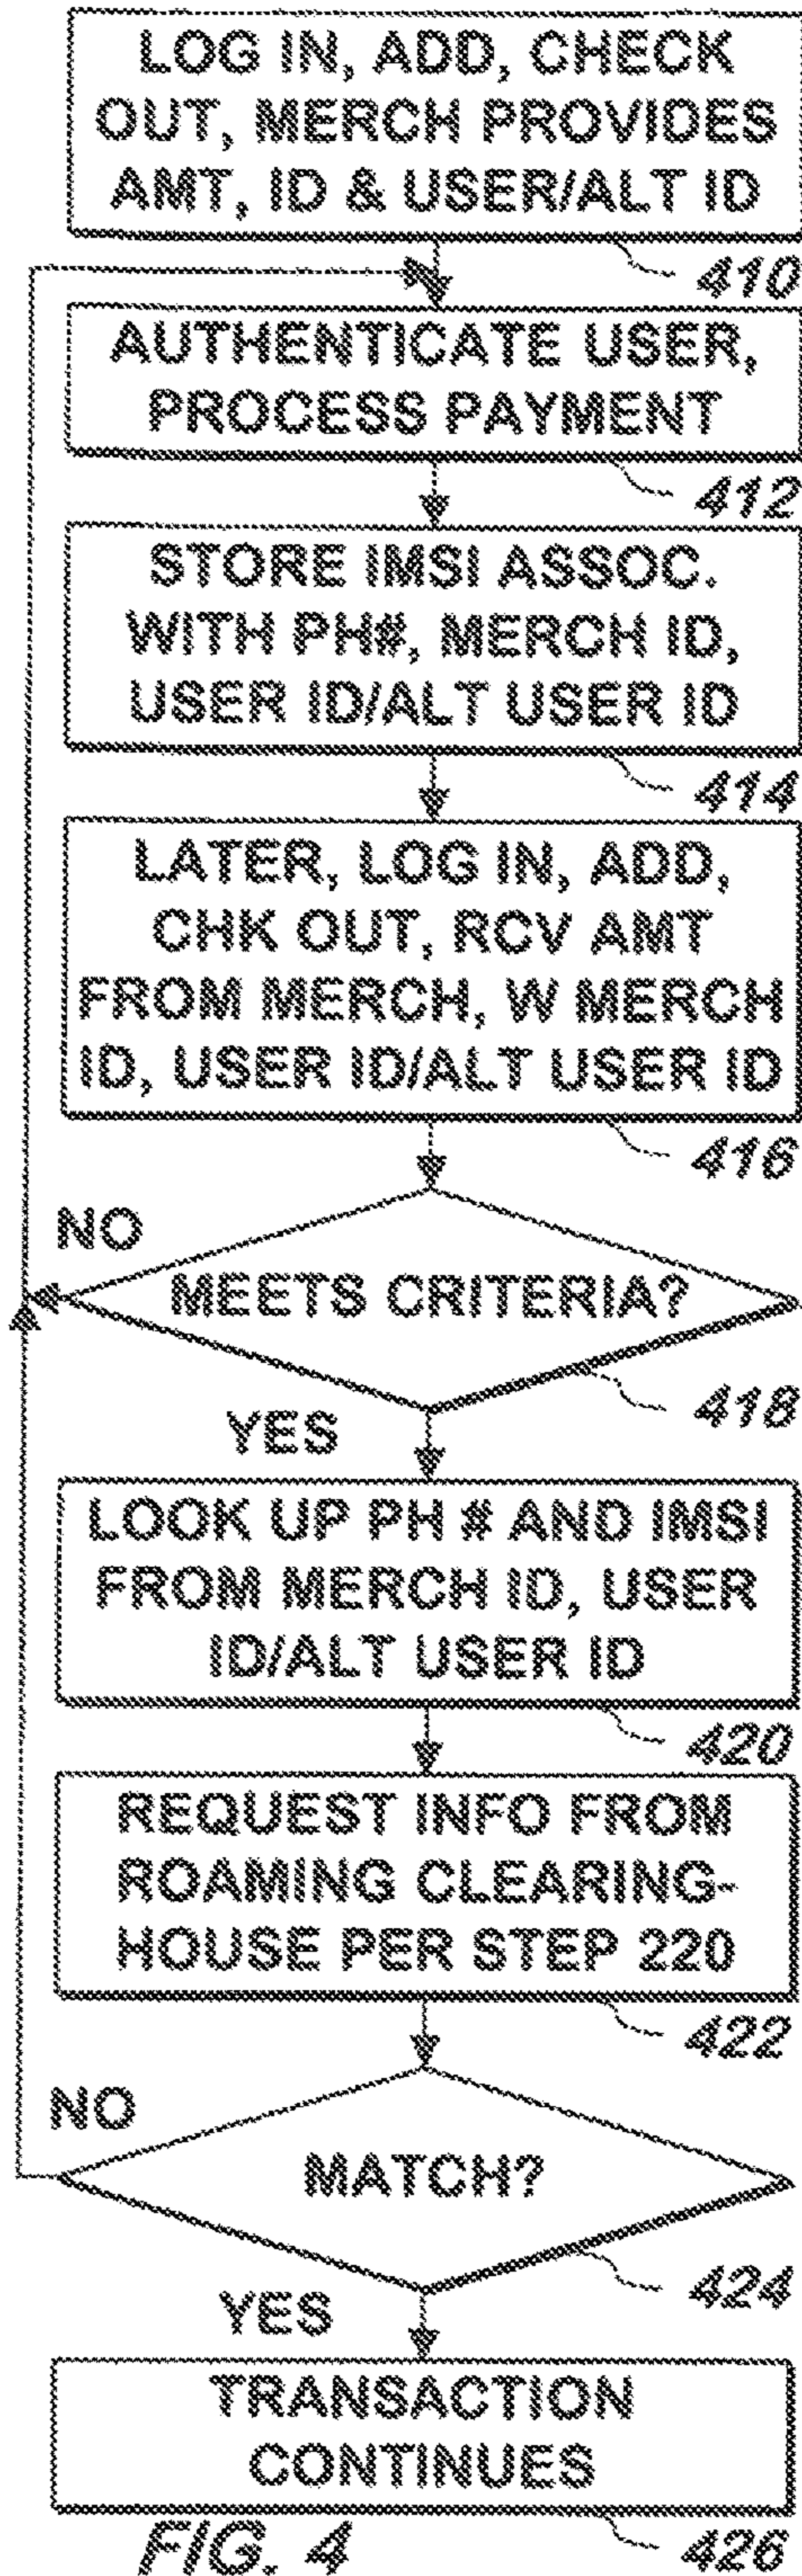 LOG IN, ADD, CHECK
OUT, MERCH PROVIDES
AMT, ID & USER/ALT ID
410
AUTHENTICATE USER,
PROCESS PAYMENT
412
STORE IMSI ASSOC.
WITH PH#, MERCH ID,
USER ID/ALT USER ID
414
LATER, LOG IN, ADD,
CHK OUT, RCV AMT
FROM MERCH, W MERCH
ID, USER ID/ALT USER ID
416
NO
MEETS CRITERIA?
418
YES
LOOK UP PH # AND IMSI
FROM MERCH ID, USER
ID/ALT USER ID
420
REQUEST INFO FROM
ROAMING CLEARING-
HOUSE PER STEP 220
422
NO
MATCH?
424
YES
TRANSACTION
CONTINUES
426
FIG. 4